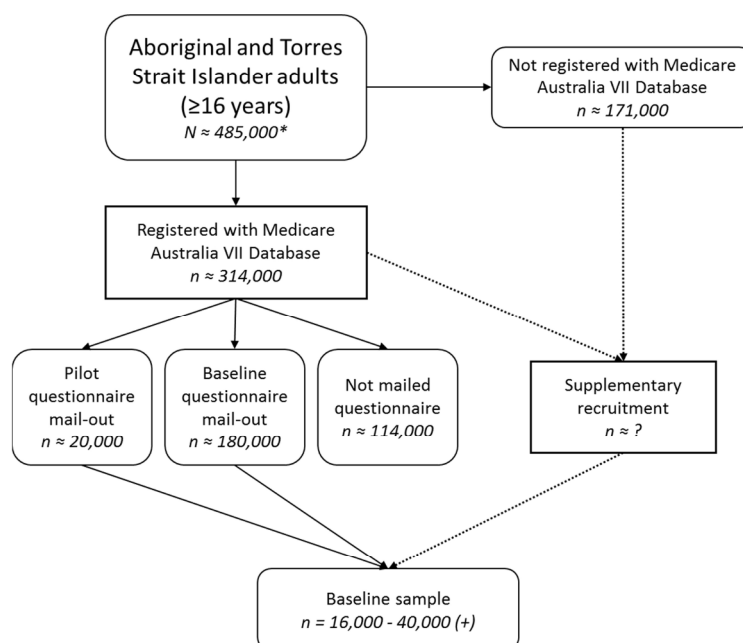 Aboriginal and Torres
Strait Islander adults
(≥16 years)
N ≈ 485,000*
Not registered with Medicare
Australia VII Database
n ≈ 171,000
Registered with Medicare
Australia VII Database
n ≈ 314,000
Pilot
questionnaire
mail-out
n ≈ 20,000
Baseline
questionnaire
mail-out
n ≈ 180,000
Not mailed
questionnaire
n ≈ 114,000
Supplementary
recruitment
n ≈ ?
Baseline sample
n = 16,000 - 40,000 (+)